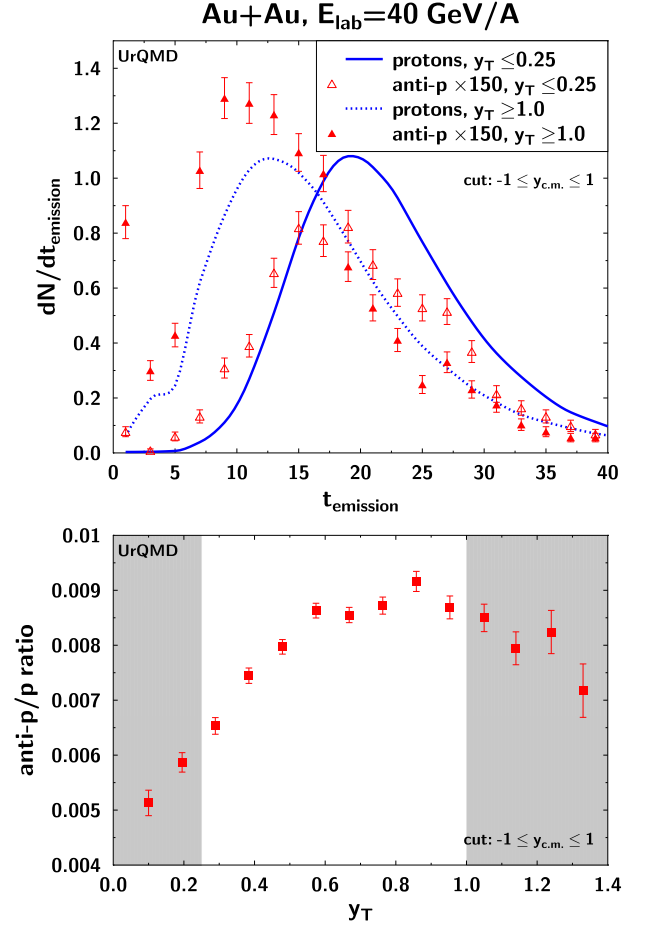 Au+Au, E_lab=40 GeV/A
UrQMD
protons, y_T ≤0.25
anti-p ×150, y_T ≤0.25
protons, y_T ≥1.0
anti-p ×150, y_T ≥1.0
cut: -1 ≤ y_c.m. ≤ 1
dN/dt_emission
1.4
1.2
1.0
0.8
0.6
0.4
0.2
0.0
0 5 10 15 20 25 30 35 40
t_emission
UrQMD
anti-p/p ratio
0.01
0.009
0.008
0.007
0.006
0.005
0.004
cut: -1 ≤ y_c.m. ≤ 1
0.0 0.2 0.4 0.6 0.8 1.0 1.2 1.4
y_T